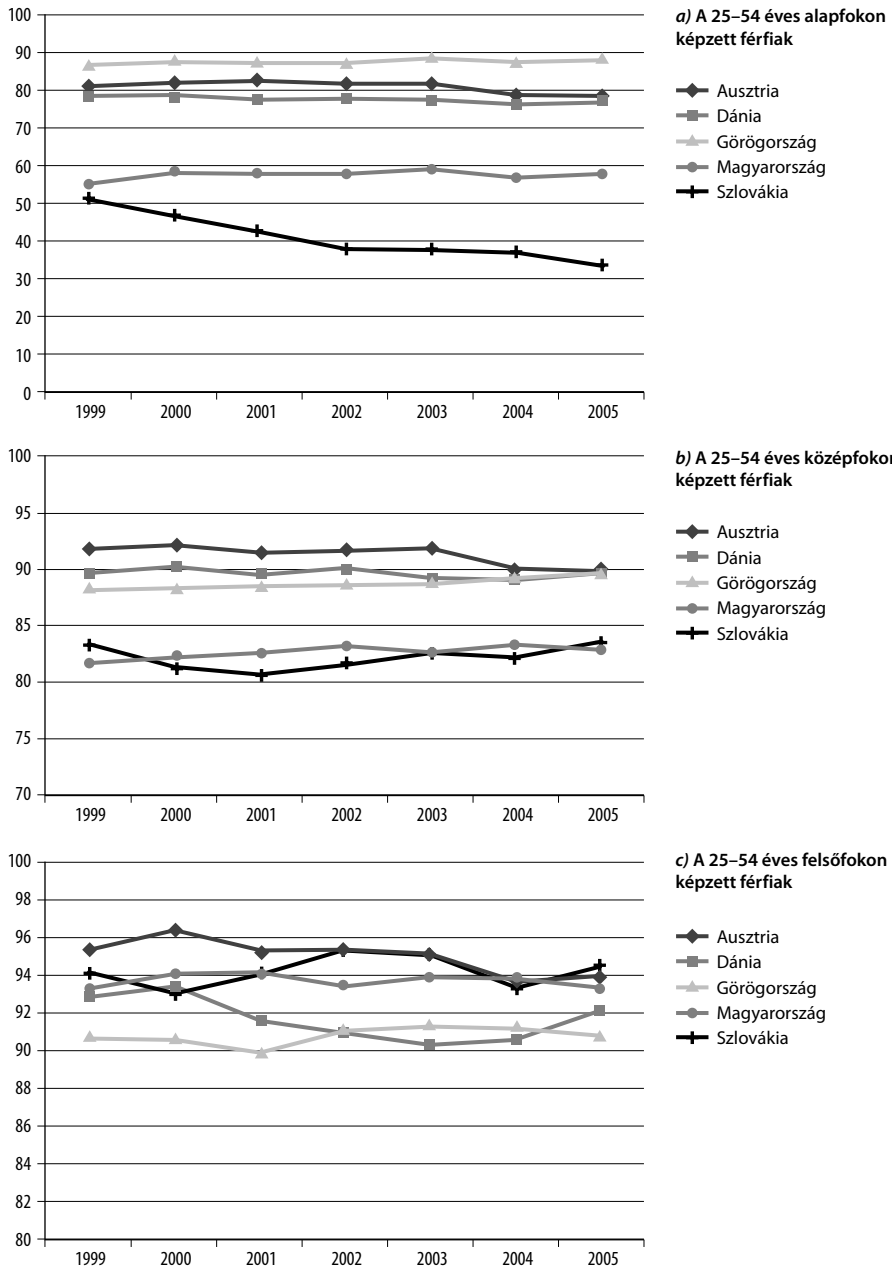 a) A 25–54 éves alapfokon
képzett férfiak
Ausztria
Dánia
Görögország
Magyarország
Szlovákia
100
90
80
70
60
50
40
30
20
10
0
1999 2000 2001 2002 2003 2004 2005
b) A 25–54 éves középfokon
képzett férfiak
Ausztria
Dánia
Görögország
Magyarország
Szlovákia
100
95
90
85
80
75
70
1999 2000 2001 2002 2003 2004 2005
c) A 25–54 éves felsőfokon
képzett férfiak
Ausztria
Dánia
Görögország
Magyarország
Szlovákia
100
98
96
94
92
90
88
86
84
82
80
1999 2000 2001 2002 2003 2004 2005